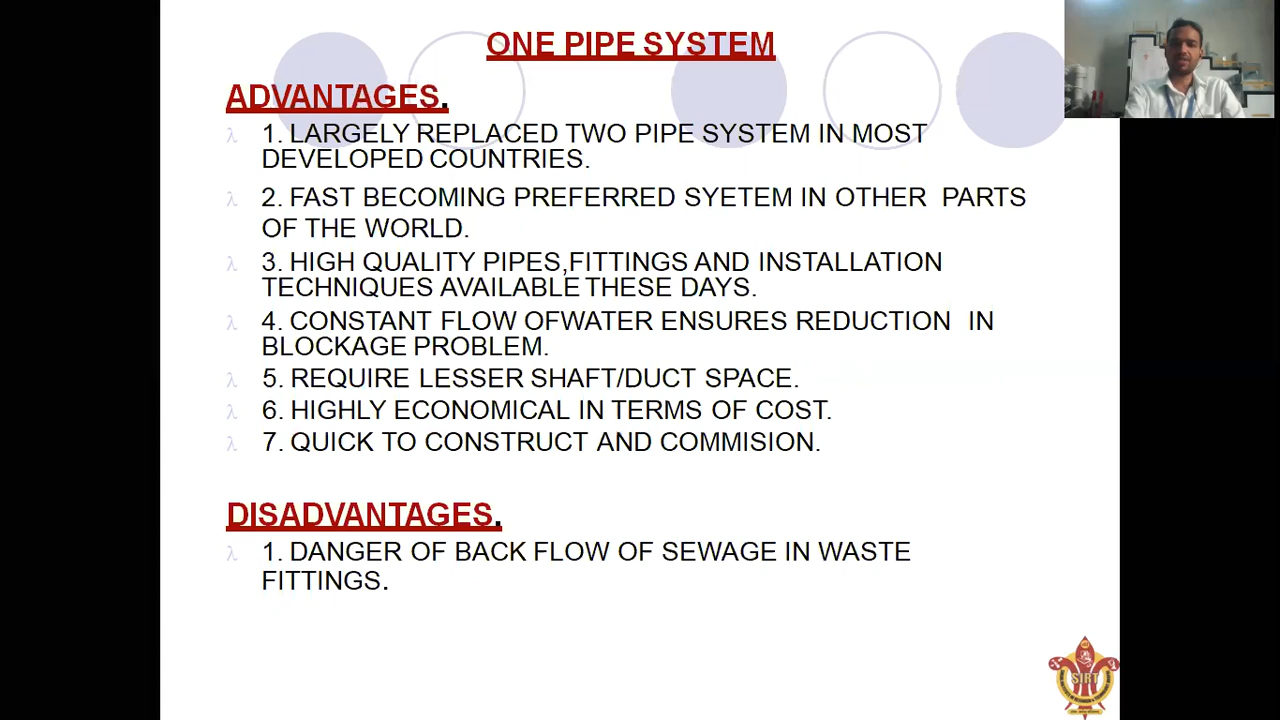 ONE PIPE SYSTEM
ADVANTAGES.
1. LARGELY REPLACED TWO PIPE SYSTEM IN MOST
DEVELOPED COUNTRIES.
2. FAST BECOMING PREFERRED SYETEM IN OTHER PARTS
OF THE WORLD.
3. HIGH QUALITY PIPES,FITTINGS AND INSTALLATION
TECHNIQUES AVAILABLE THESE DAYS.
4. CONSTANT FLOW OFWATER ENSURES REDUCTION IN
BLOCKAGE PROBLEM.
5. REQUIRE LESSER SHAFT/DUCT SPACE.
6. HIGHLY ECONOMICAL IN TERMS OF COST.
7. QUICK TO CONSTRUCT AND COMMISION.
DISADVANTAGES.
1. DANGER OF BACK FLOW OF SEWAGE IN WASTE
FITTINGS.
SIRT